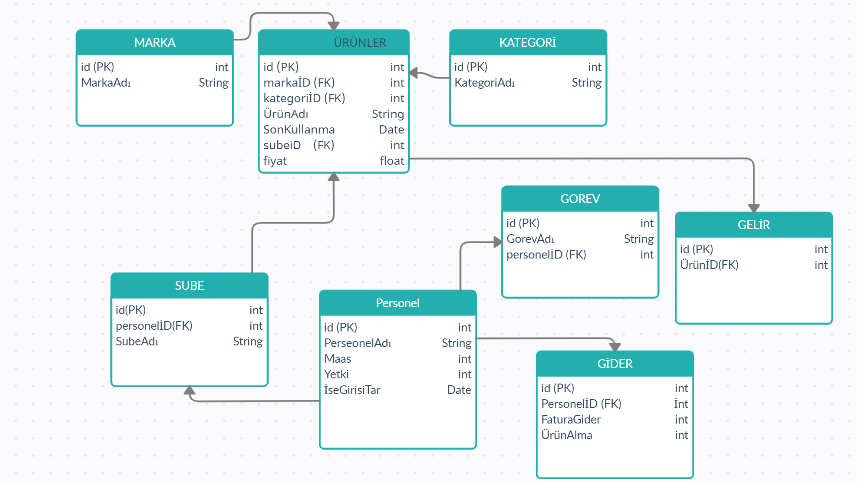 MARKA
id (PK) int
MarkaAdı String
ÜRÜNLER
id (PK) int
markaİD (FK) int
kategoriİD (FK) int
ÜrünAdı String
SonKullanma Date
subeiD (FK) int
fiyat float
KATEGORİ
id (PK) int
KategoriAdı String
GOREV
id (PK) int
GorevAdı String
personelİD (FK) int
GELİR
id (PK) int
ÜrünİD(FK) int
SUBE
id(PK) int
personelİD(FK) int
SubeAdı String
Personel
id (PK) int
PerseonelAdı String
Maas int
Yetki int
İseGirisiTar Date
GİDER
id (PK) int
PersonelİD (FK) İnt
FaturaGider int
ÜrünAlma int